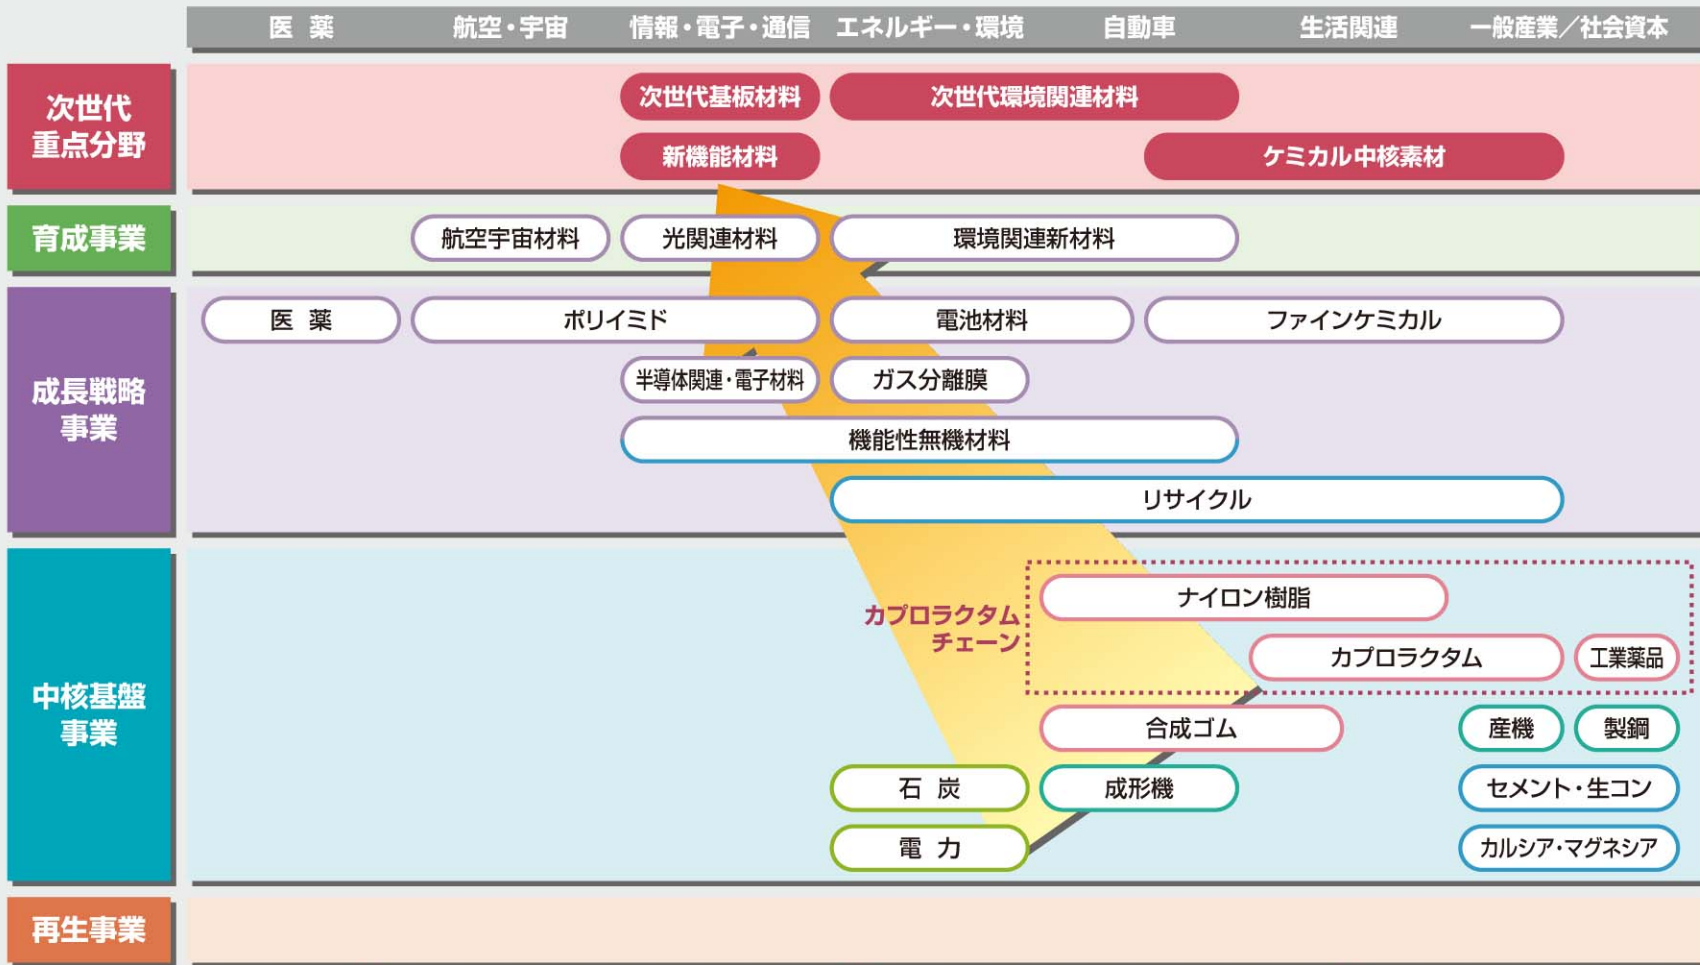 医 薬 航空・宇宙 情報・電子・通信 エネルギー・環境 自動車 生活関連 一般産業／社会資本
次世代
重点分野
次世代基板材料 次世代環境関連材料
新機能材料 ケミカル中核素材
育成事業
航空宇宙材料 光関連材料 環境関連新材料
成長戦略
事業
医 薬 ポリイミド 電池材料 ファインケミカル
半導体関連・電子材料 ガス分離膜
機能性無機材料
リサイクル
中核基盤
事業
カプロラクタム
チェーン
ナイロン樹脂
カプロラクタム 工業薬品
合成ゴム 産機 製鋼
石 炭 成形機 セメント・生コン
電 力 カルシア・マグネシア
再生事業